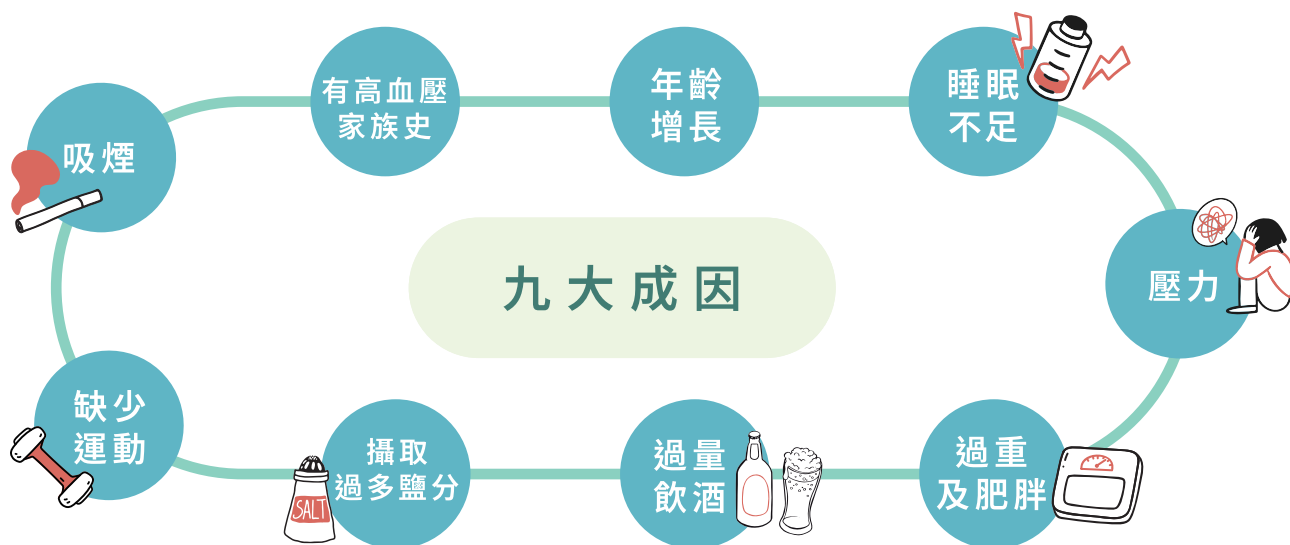 有高血壓
家族史
年齡
增長
睡眠
不足
吸煙
壓力
九大成因
缺少
運動
攝取
過多鹽分
SALT
過量
飲酒
過重
及肥胖